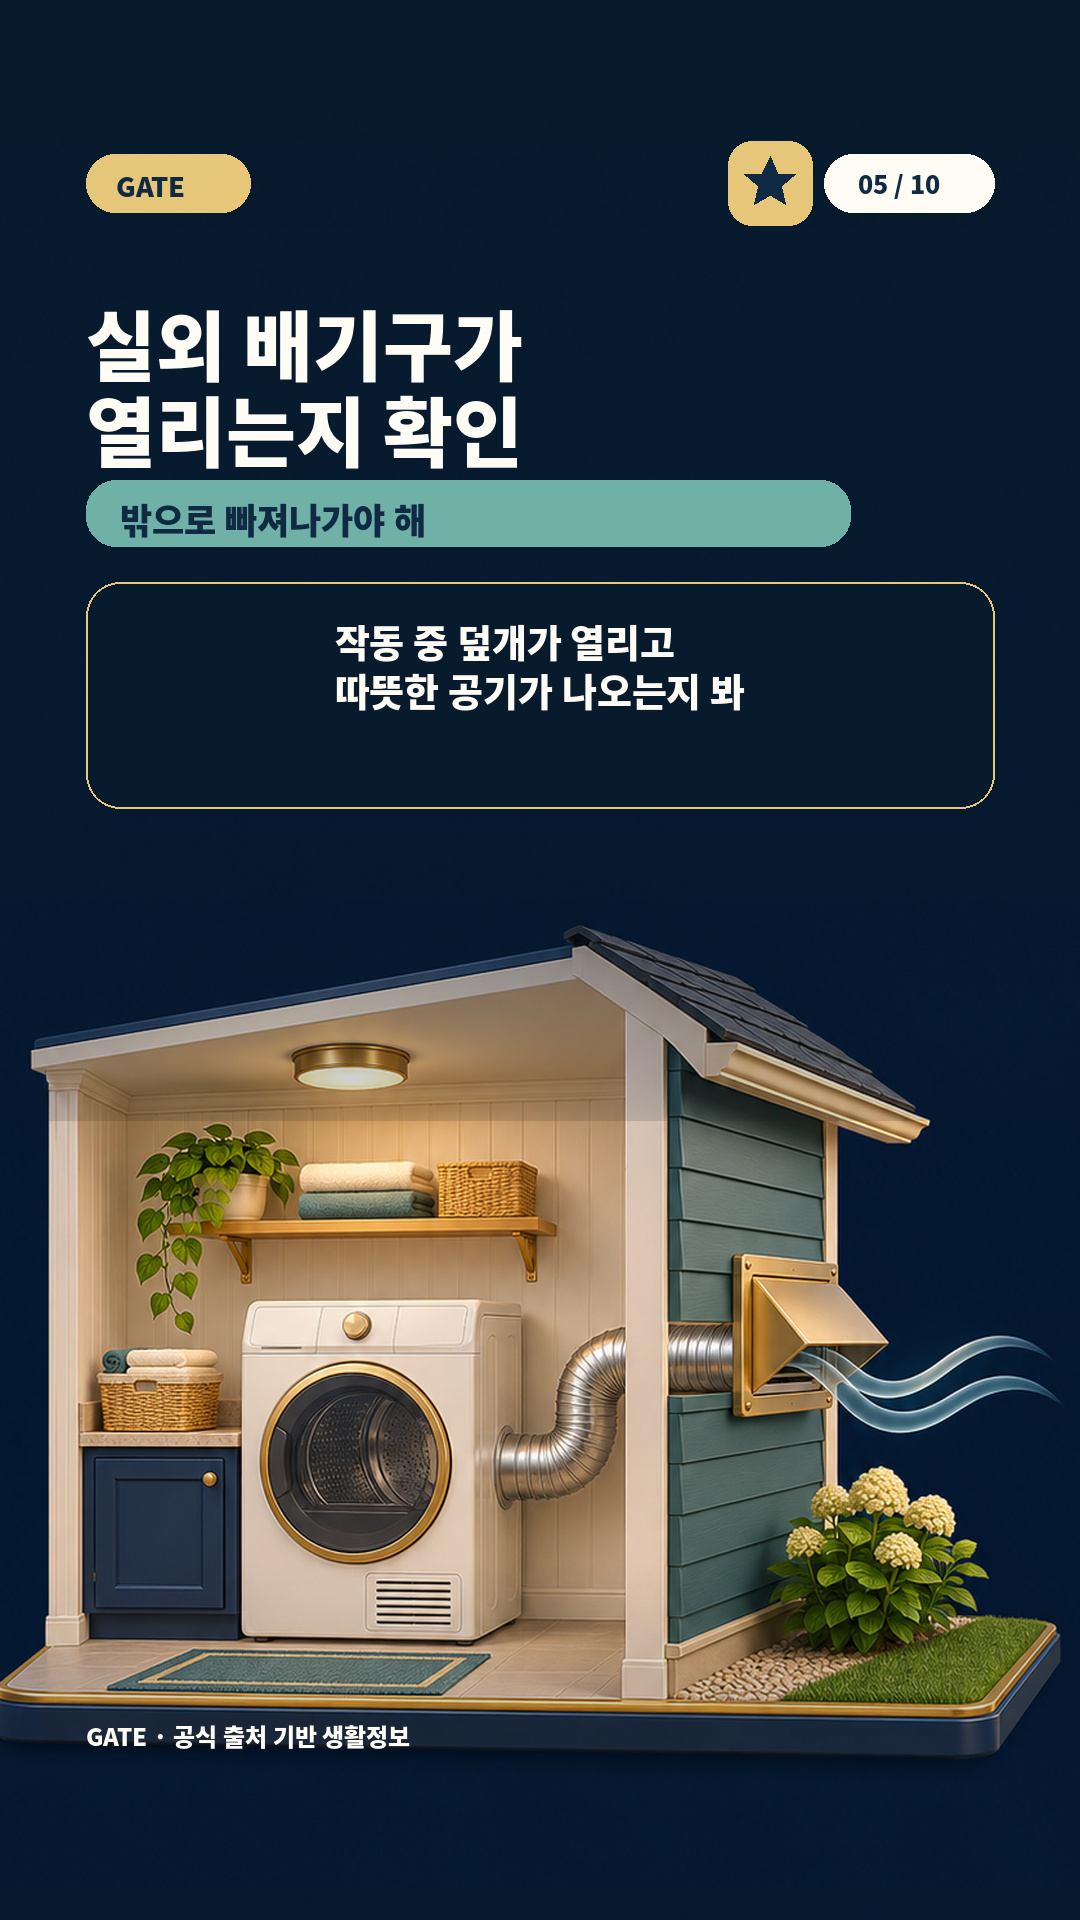 GATE
05 / 10
실외 배기구가
열리는지 확인
밖으로 빠져나가야 해
작동 중 덮개가 열리고
따뜻한 공기가 나오는지 봐
GATE · 공식 출처 기반 생활정보